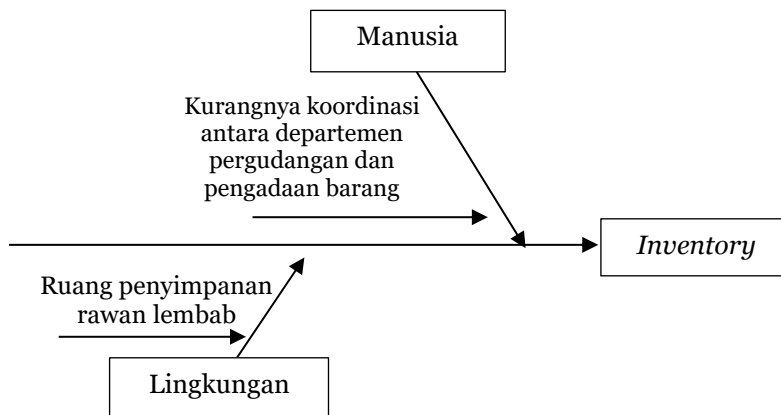 Manusia
Kurangnya koordinasi
antara departemen
pergudangan dan
pengadaan barang
Inventory
Ruang penyimpanan
rawan lembab
Lingkungan